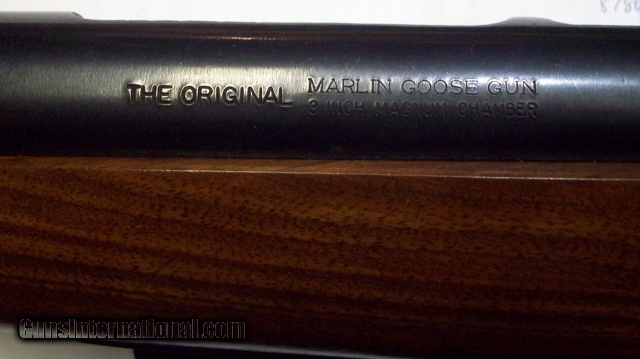 THE ORIGINAL MARLIN GOOSE GUN
3 INCH MAGNUM CHAMBER
GunsInternational.com